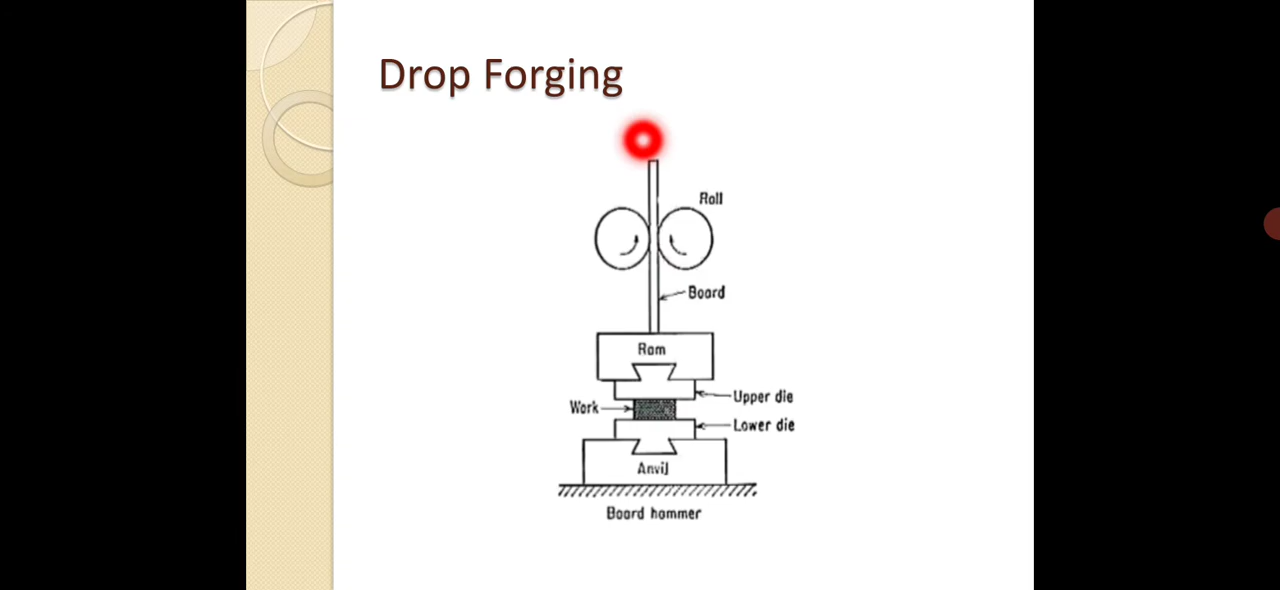 Drop Forging
Roll
Board
Ram
Upper die
Work
Lower die
Anvil
Board hammer